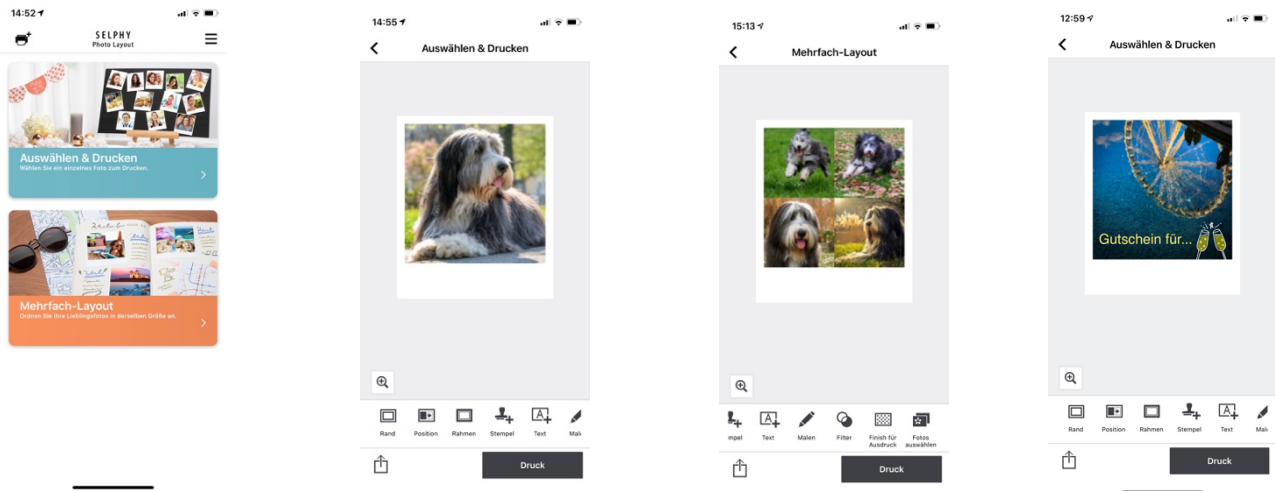 14:52
SELPHY
Photo Layout
Auswählen & Drucken
Wählen Sie ein einzelnes Foto zum Drucken.
Mehrfach-Layout
Ordnen Sie Ihre Lieblingsfotos in derselben Größe an.
14:55
Auswählen & Drucken
Rand
Position
Rahmen
Stempel
Text
Mal
Druck
15:13
Mehrfach-Layout
mpel
Text
Malen
Filter
Finish für
Ausdruck
Fotos
auswählen
Druck
12:59
Auswählen & Drucken
Gutschein für...
Rand
Position
Rahmen
Stempel
Text
Mal
Druck